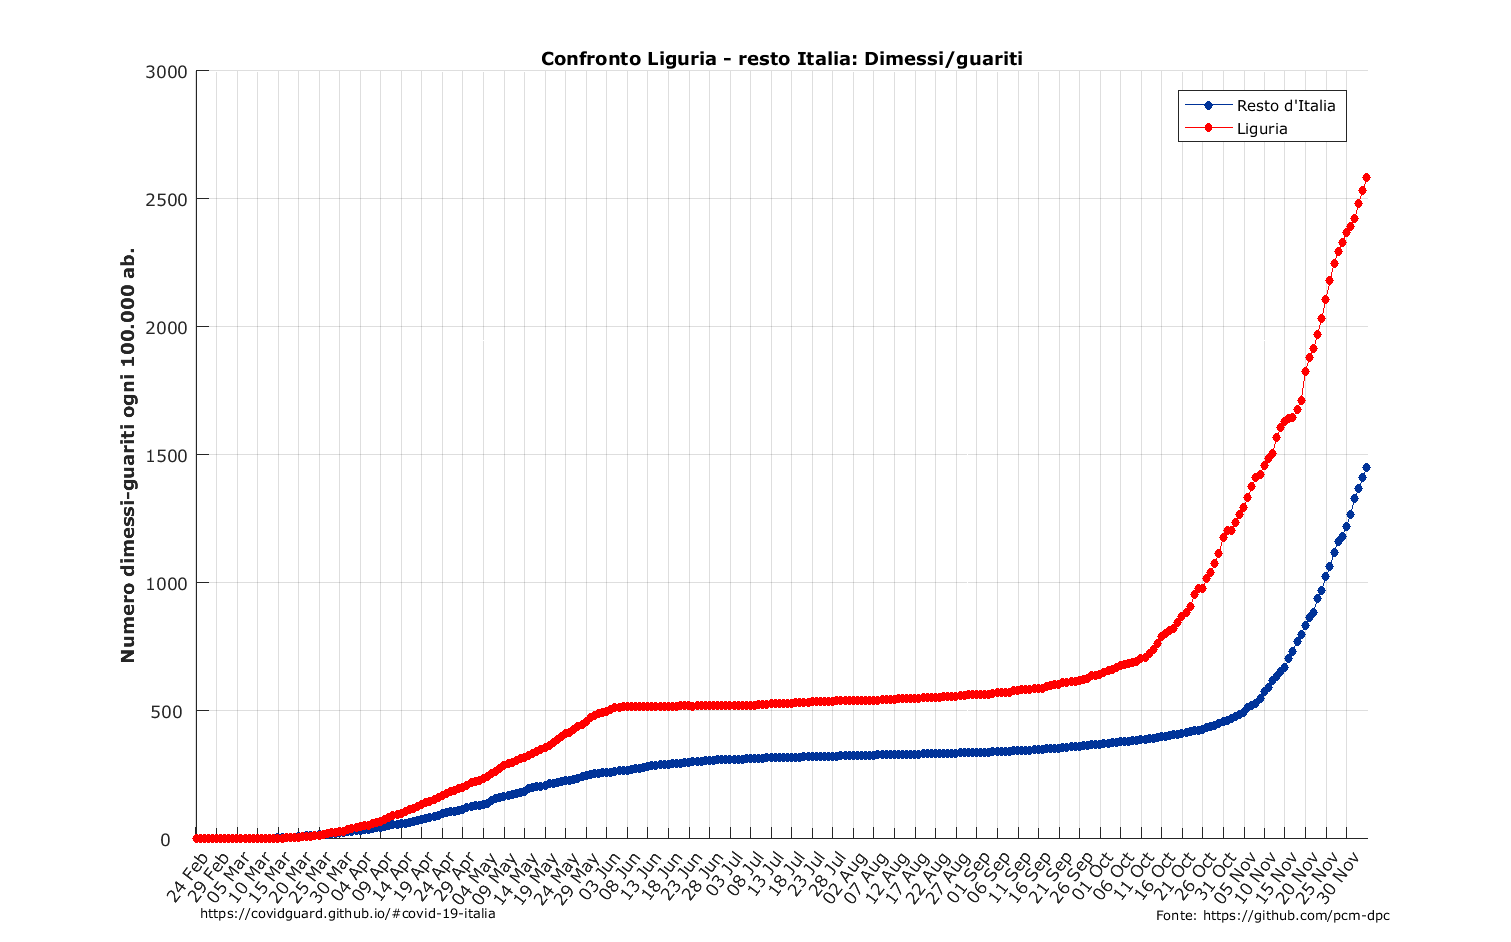 Confronto Liguria - resto Italia: Dimessi/guariti
3000
2500
2000
1500
1000
500
0
Numero dimessi-guariti ogni 100.000 ab.
Resto d'Italia
Liguria
24 Feb
29 Feb
05 Mar
10 Mar
15 Mar
20 Mar
25 Mar
30 Mar
04 Apr
09 Apr
14 Apr
19 Apr
24 Apr
29 Apr
04 May
09 May
14 May
19 May
24 May
29 May
03 Jun
08 Jun
13 Jun
18 Jun
23 Jun
28 Jun
03 Jul
08 Jul
13 Jul
18 Jul
23 Jul
28 Jul
02 Aug
07 Aug
12 Aug
17 Aug
22 Aug
27 Aug
01 Sep
06 Sep
11 Sep
16 Sep
21 Sep
26 Sep
01 Oct
06 Oct
11 Oct
16 Oct
21 Oct
26 Oct
31 Oct
05 Nov
10 Nov
15 Nov
20 Nov
25 Nov
30 Nov
https://covidguard.github.io/#covid-19-italia
Fonte: https://github.com/pcm-dpc